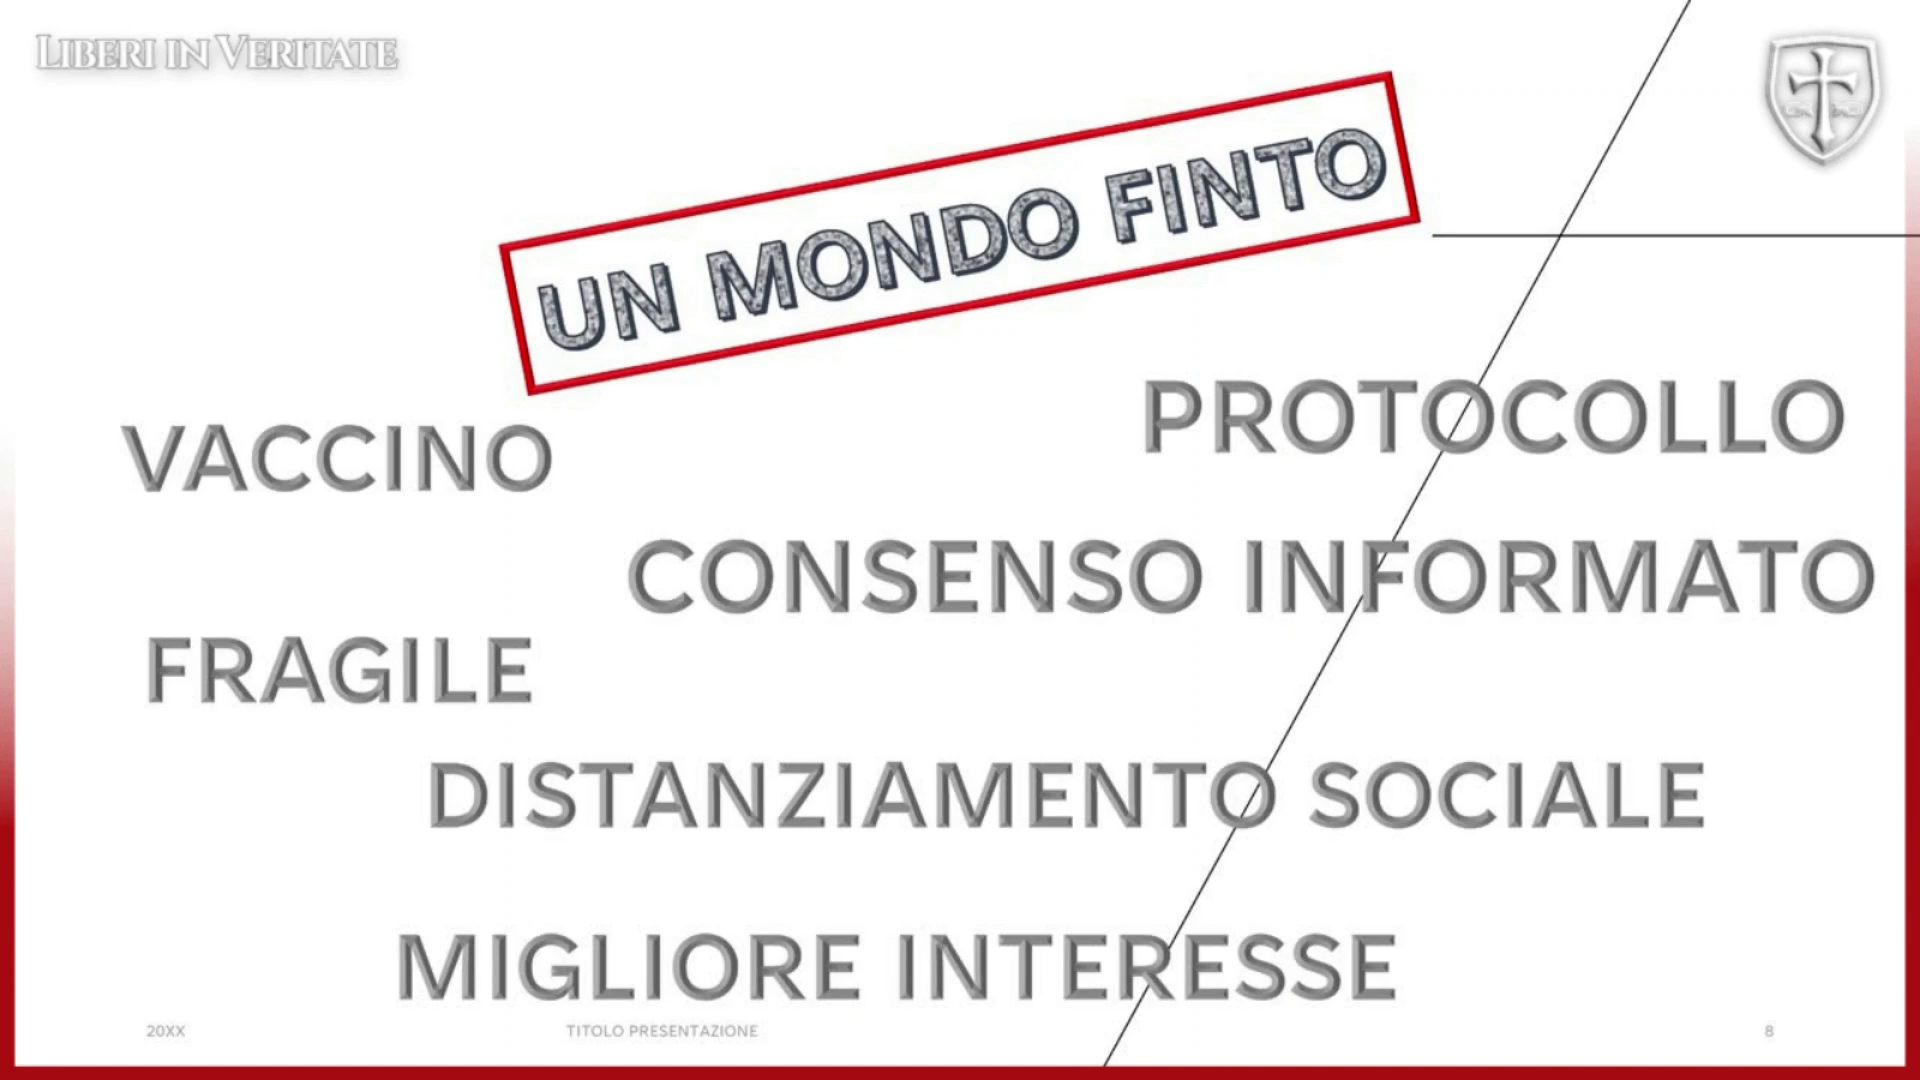 LIBERI IN VERITATE
UN MONDO FINTO
PROTOCOLLO
VACCINO
CONSENSO INFORMATO
FRAGILE
DISTANZIAMENTO SOCIALE
MIGLIORE INTERESSE
20XX
TITOLO PRESENTAZIONE
8